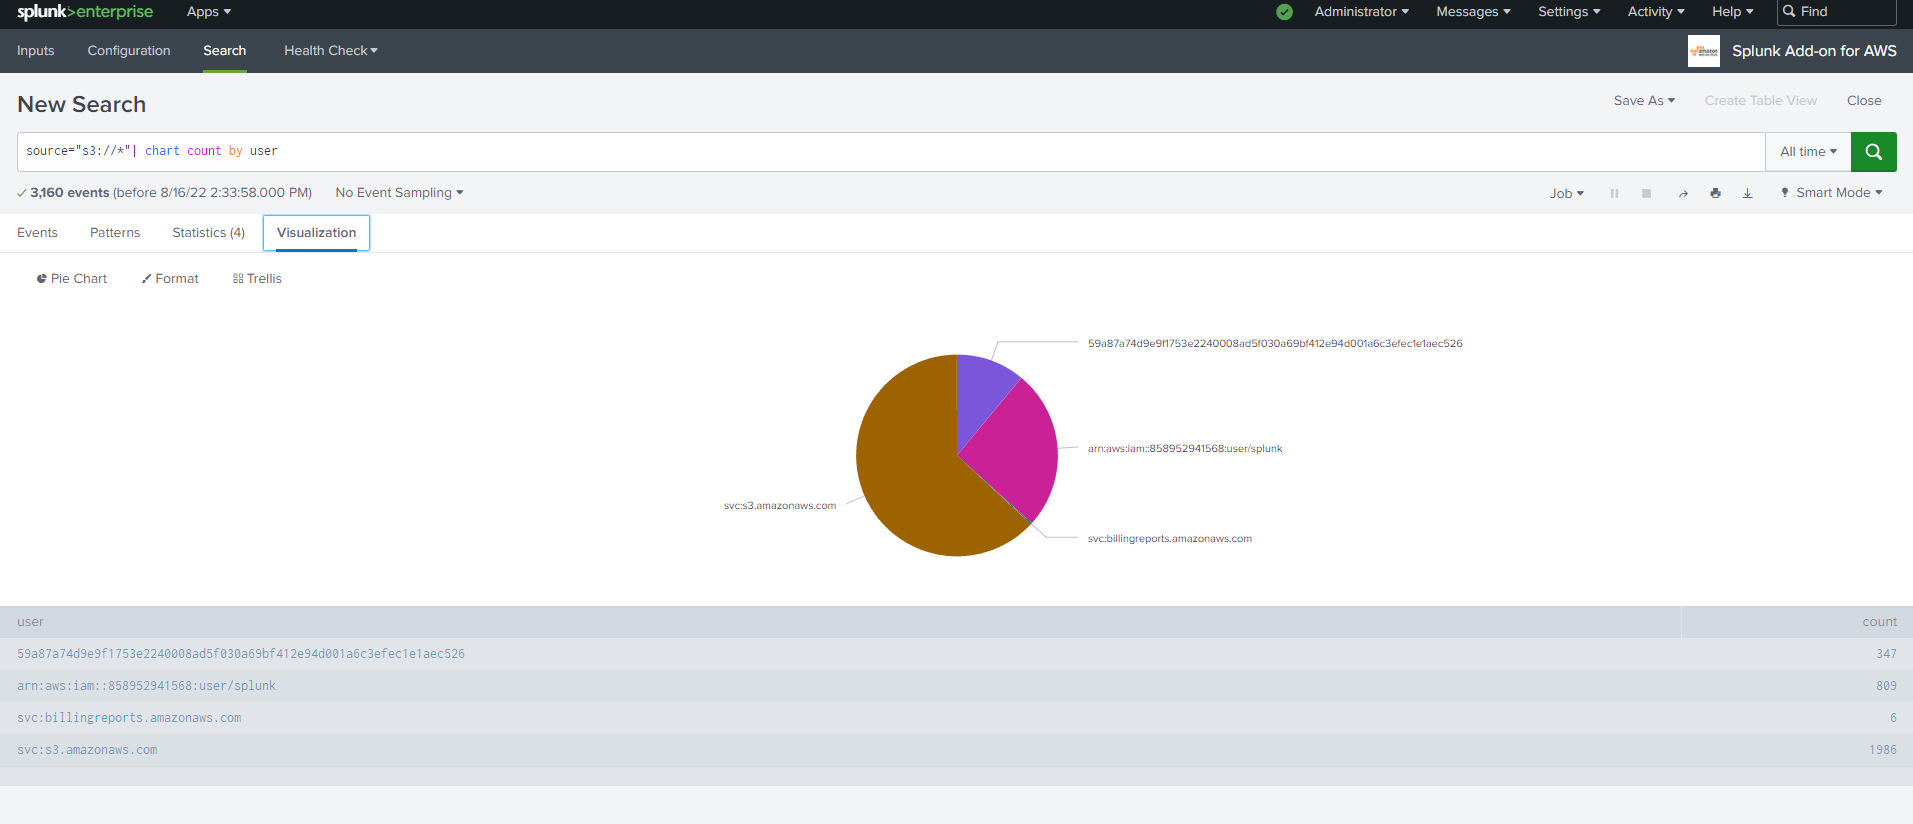 splunk>enterprise Apps Administrator Messages Settings Activity Help Find
Inputs Configuration Search Health Check Splunk Add-on for AWS
New Search Save As Create Table View Close
source="s3://*"| chart count by user All time
3,160 events (before 8/16/22 2:33:58.000 PM) No Event Sampling Job Smart Mode
Events Patterns Statistics (4) Visualization
Pie Chart Format Trellis
59a87a74d9e9f1753e2240008ad5f030a69bf412e94d001a6c3efec1e1aec526
arn:aws:iam::858952941568:user/splunk
svc:s3.amazonaws.com
svc:billingreports.amazonaws.com
user count
59a87a74d9e9f1753e2240008ad5f030a69bf412e94d001a6c3efec1e1aec526 347
arn:aws:iam::858952941568:user/splunk 809
svc:billingreports.amazonaws.com 6
svc:s3.amazonaws.com 1986